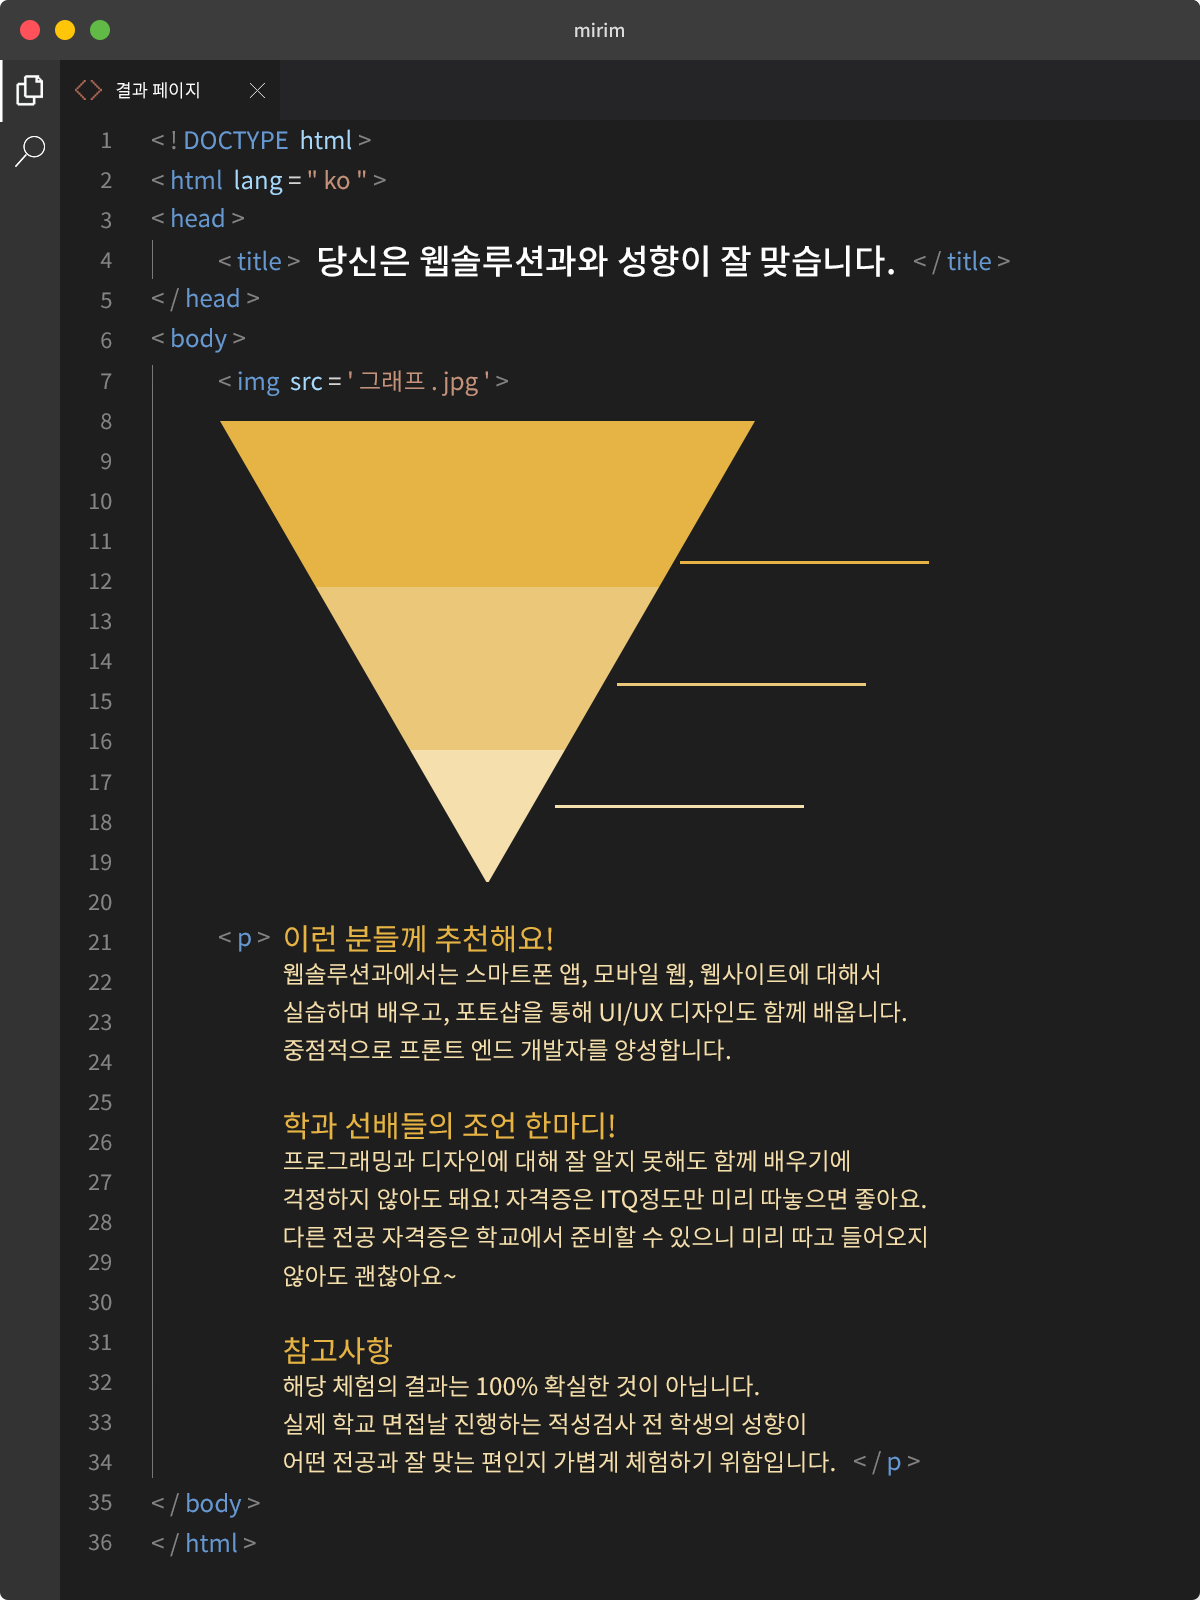 mirim
결과 페이지
1 <!DOCTYPE html>
2 <html lang="ko">
3 <head>
4 <title> 당신은 웹솔루션과와 성향이 잘 맞습니다. </title>
5 </head>
6 <body>
7 <img src='그래프.jpg'>
8
9
10
11
12
13
14
15
16
17
18
19
20
21 <p> 이런 분들께 추천해요!
22 웹솔루션과에서는 스마트폰 앱, 모바일 웹, 웹사이트에 대해서
23 실습하며 배우고, 포토샵을 통해 UI/UX 디자인도 함께 배웁니다.
24 중점적으로 프론트 엔드 개발자를 양성합니다.
25
26 학과 선배들의 조언 한마디!
27 프로그래밍과 디자인에 대해 잘 알지 못해도 함께 배우기에
28 걱정하지 않아도 돼요! 자격증은 ITQ정도만 미리 따놓으면 좋아요.
29 다른 전공 자격증은 학교에서 준비할 수 있으니 미리 따고 들어오지
30 않아도 괜찮아요~
31 참고사항
32 해당 체험의 결과는 100% 확실한 것이 아닙니다.
33 실제 학교 면접날 진행하는 적성검사 전 학생의 성향이
34 어떤 전공과 잘 맞는 편인지 가볍게 체험하기 위함입니다. </p>
35 </body>
36 </html>